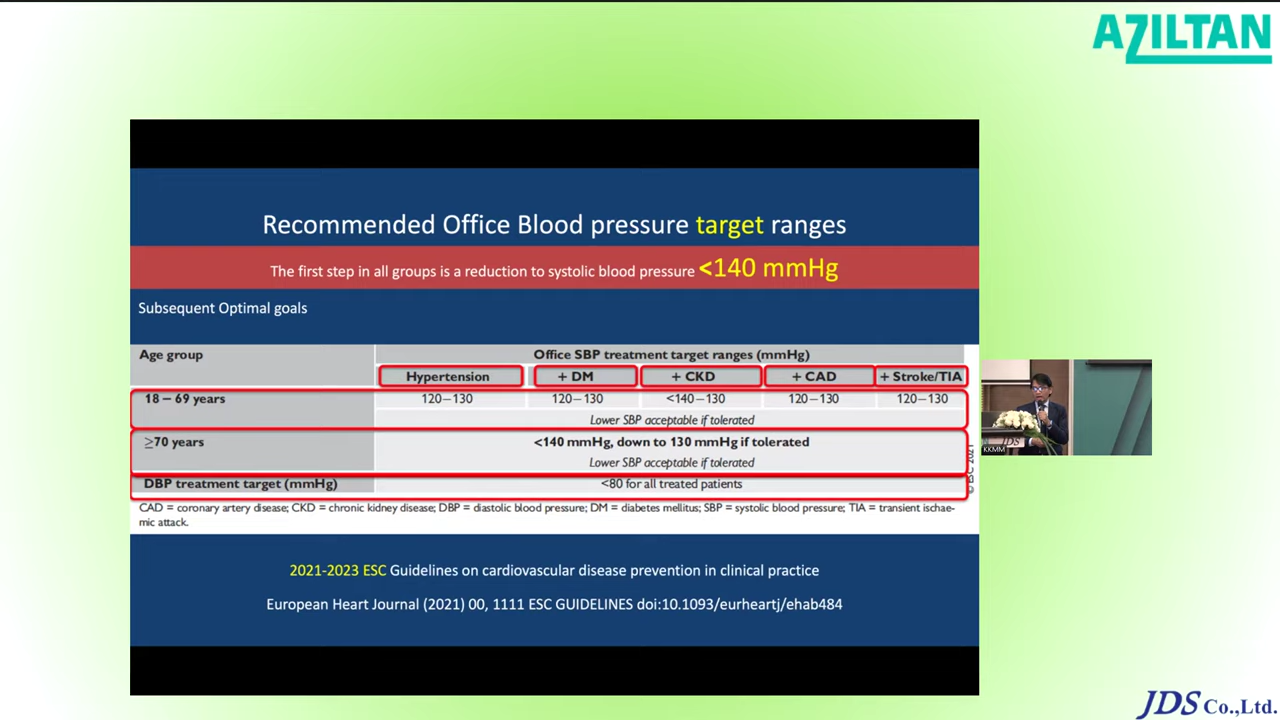 AZILTAN
Recommended Office Blood pressure target ranges
The first step in all groups is a reduction to systolic blood pressure <140 mmHg
Subsequent Optimal goals
Age group
Office SBP treatment target ranges (mmHg)
Hypertension + DM + CKD + CAD + Stroke/TIA
18 – 69 years 120–130 120–130 <140–130 120–130 120–130
Lower SBP acceptable if tolerated
≥70 years <140 mmHg, down to 130 mmHg if tolerated
Lower SBP acceptable if tolerated
DBP treatment target (mmHg) <80 for all treated patients
CAD = coronary artery disease; CKD = chronic kidney disease; DBP = diastolic blood pressure; DM = diabetes mellitus; SBP = systolic blood pressure; TIA = transient ischae-
mic attack.
2021-2023 ESC Guidelines on cardiovascular disease prevention in clinical practice
European Heart Journal (2021) 00, 1111 ESC GUIDELINES doi:10.1093/eurheartj/ehab484
JDS
KKMM
JDS Co.,Ltd.